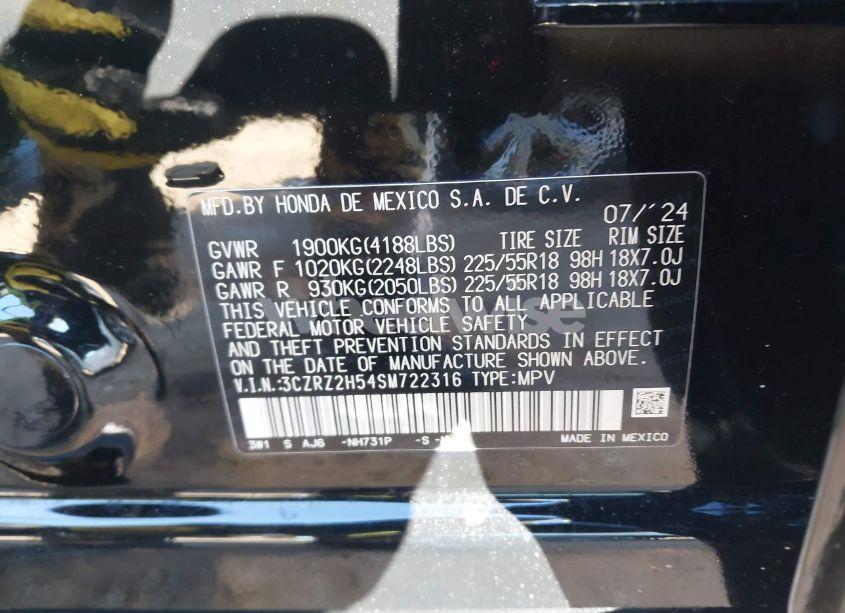 MFD.BY HONDA DE MEXICO S.A. DE C.V.
07/'24
GVWR 1900KG(4188LBS) TIRE SIZE RIM SIZE
GAWR F 1020KG(2248LBS) 225/55R18 98H 18X7.0J
GAWR R 930KG(2050LBS) 225/55R18 98H 18X7.0J
THIS VEHICLE CONFORMS TO ALL APPLICABLE
FEDERAL MOTOR VEHICLE SAFETY
AND THEFT PREVENTION STANDARDS IN EFFECT
ON THE DATE OF MANUFACTURE SHOWN ABOVE.
V.I.N.:3CZRZ2H54SM722316 TYPE:MPV
3W1 S AJ6 -NH731P -S
MADE IN MEXICO